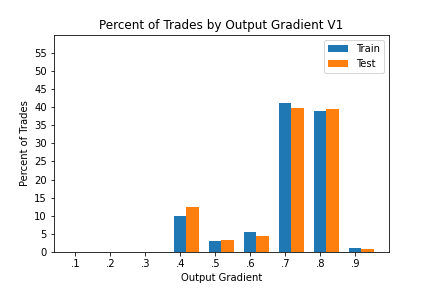 Percent of Trades by Output Gradient V1
Train
Test
Percent of Trades
55
50
45
40
35
30
25
20
15
10
5
0
.1 .2 .3 .4 .5 .6 .7 .8 .9
Output Gradient